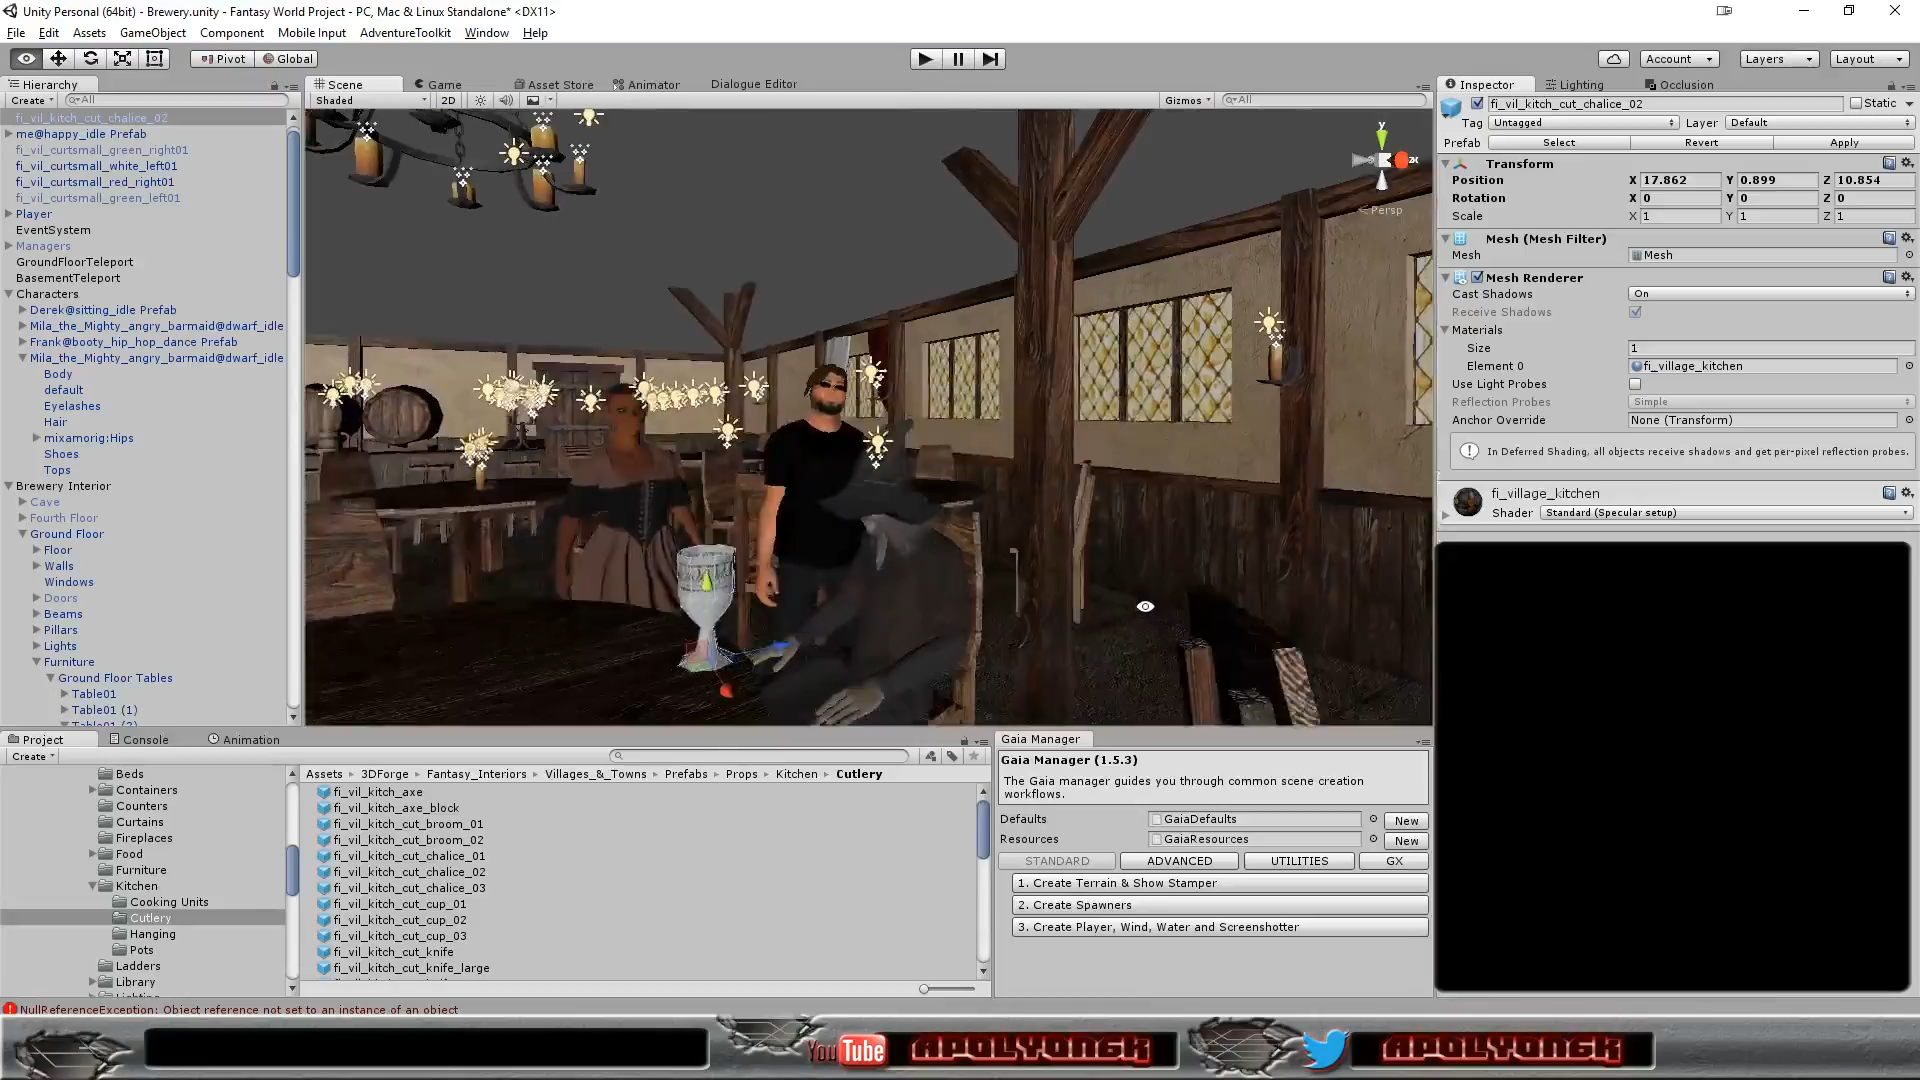 Unity Personal (64bit) - Brewery.unity - Fantasy World Project - PC, Mac & Linux Standalone* <DX11>
File Edit Assets GameObject Component Mobile Input AdventureToolkit Window Help
Pivot Global Account Layers Layout
Hierarchy
Create All
fi_vil_kitch_cut_chalice_02
me@happy_idle Prefab
fi_vil_curtsmall_green_right01
fi_vil_curtsmall_white_left01
fi_vil_curtsmall_red_right01
fi_vil_curtsmall_green_left01
Player
EventSystem
Managers
GroundFloorTeleport
BasementTeleport
Characters
Derek@sitting_idle Prefab
Mila_the_Mighty_angry_barmaid@dwarf_idle
Frank@booty_hip_hop_dance Prefab
Mila_the_Mighty_angry_barmaid@dwarf_idle
Body
default
Eyelashes
Hair
mixamorig:Hips
Shoes
Tops
Brewery Interior
Cave
Fourth Floor
Ground Floor
Floor
Walls
Windows
Doors
Beams
Pillars
Lights
Furniture
Ground Floor Tables
Table01
Table01 (1)
Table01 (2)
Scene Game Asset Store Animator Dialogue Editor
Shaded 2D Gizmos All
y
Persp
Inspector Lighting Occlusion
fi_vil_kitch_cut_chalice_02 Static
Tag Untagged Layer Default
Prefab Select Revert Apply
Transform
Position X 17.862 Y 0.899 Z 10.854
Rotation X 0 Y 0 Z 0
Scale X 1 Y 1 Z 1
Mesh (Mesh Filter)
Mesh Mesh
Mesh Renderer
Cast Shadows On
Receive Shadows
Materials
Size 1
Element 0 fi_village_kitchen
Use Light Probes
Reflection Probes Simple
Anchor Override None (Transform)
In Deferred Shading, all objects receive shadows and get per-pixel reflection probes.
fi_village_kitchen
Shader Standard (Specular setup)
Project Console Animation
Create
Beds
Containers
Counters
Curtains
Fireplaces
Food
Furniture
Kitchen
Cooking Units
Cutlery
Hanging
Pots
Ladders
Library
Lighting
Assets 3DForge Fantasy_Interiors Villages_&_Towns Prefabs Props Kitchen Cutlery
fi_vil_kitch_axe
fi_vil_kitch_axe_block
fi_vil_kitch_cut_broom_01
fi_vil_kitch_cut_broom_02
fi_vil_kitch_cut_chalice_01
fi_vil_kitch_cut_chalice_02
fi_vil_kitch_cut_chalice_03
fi_vil_kitch_cut_cup_01
fi_vil_kitch_cut_cup_02
fi_vil_kitch_cut_cup_03
fi_vil_kitch_cut_knife
fi_vil_kitch_cut_knife_large
Gaia Manager
Gaia Manager (1.5.3)
The Gaia manager guides you through common scene creation
workflows.
Defaults GaiaDefaults New
Resources GaiaResources New
STANDARD ADVANCED UTILITIES GX
1. Create Terrain & Show Stamper
2. Create Spawners
3. Create Player, Wind, Water and Screenshotter
NullReferenceException: Object reference not set to an instance of an object
YouTube APOLYON6K APOLYON6K